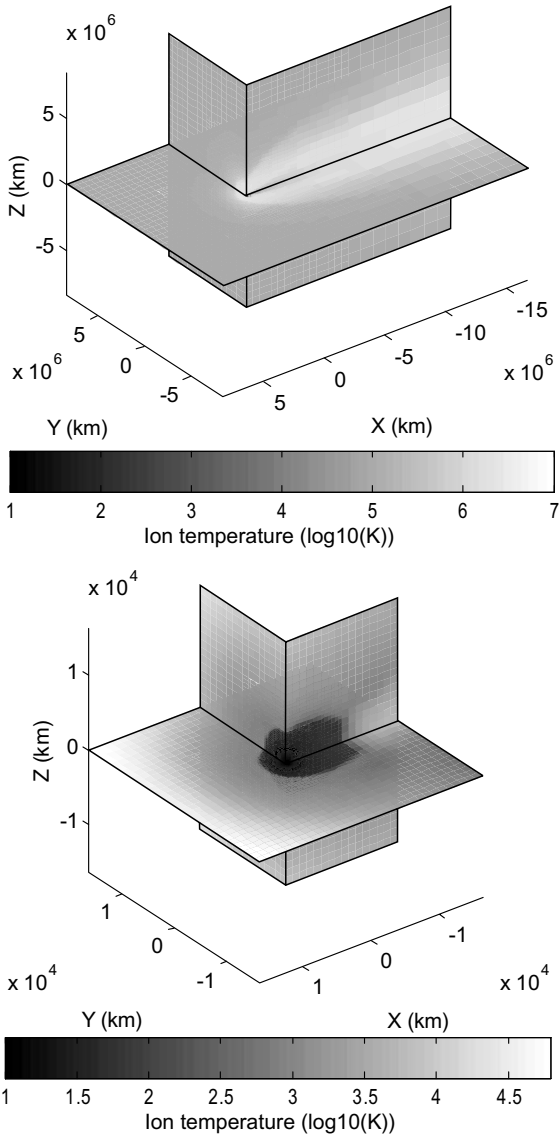 x 10^6
5
0
-5
Z (km)
5
0
-5
x 10^6
5
0
-5
-10
-15
x 10^6
Y (km)
X (km)
1 2 3 4 5 6 7
Ion temperature (log10(K))
x 10^4
1
0
-1
Z (km)
1
0
-1
x 10^4
1
0
-1
x 10^4
Y (km)
X (km)
1 1.5 2 2.5 3 3.5 4 4.5
Ion temperature (log10(K))